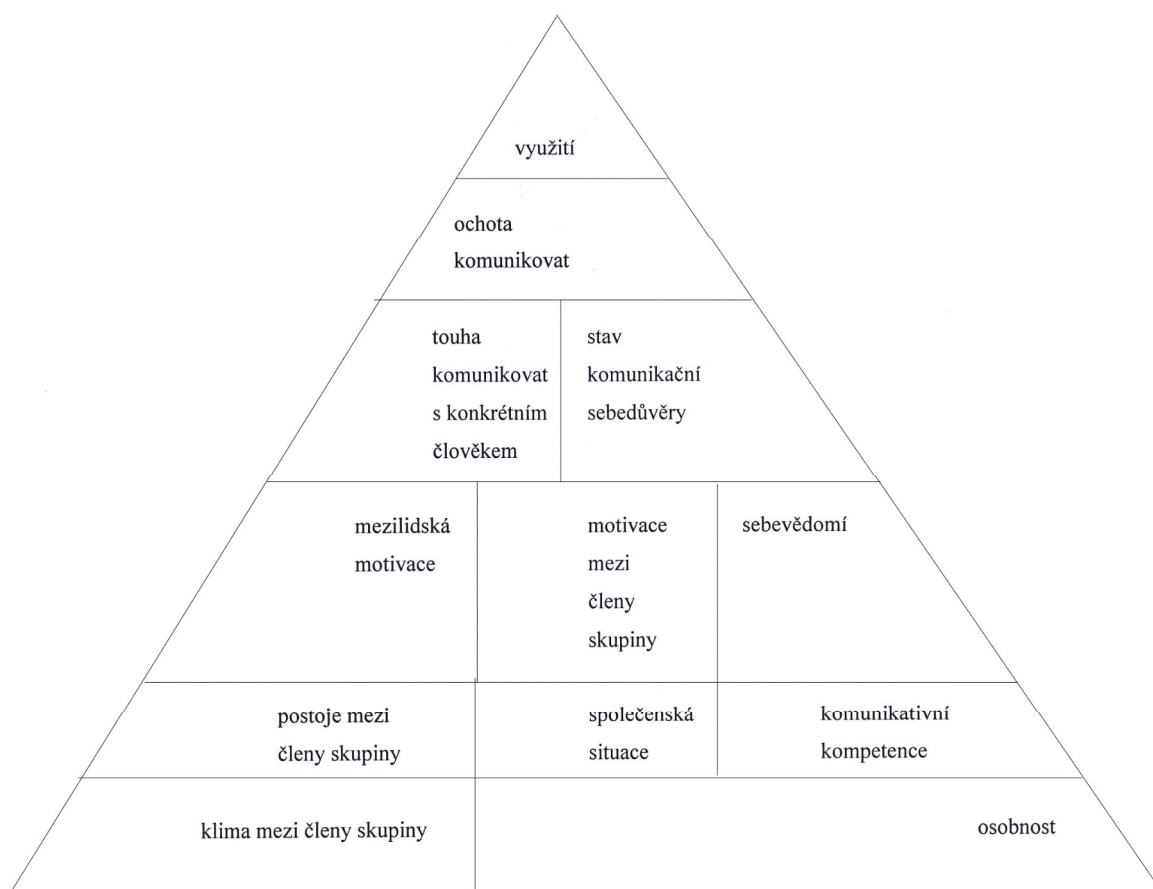 využití
ochota
komunikovat
touha
komunikovat
s konkrétním
člověkem
stav
komunikační
sebedůvěry
mezilidská
motivace
motivace
mezi
členy
skupiny
sebevědomí
postoje mezi
členy skupiny
společenská
situace
komunikativní
kompetence
klima mezi členy skupiny
osobnost